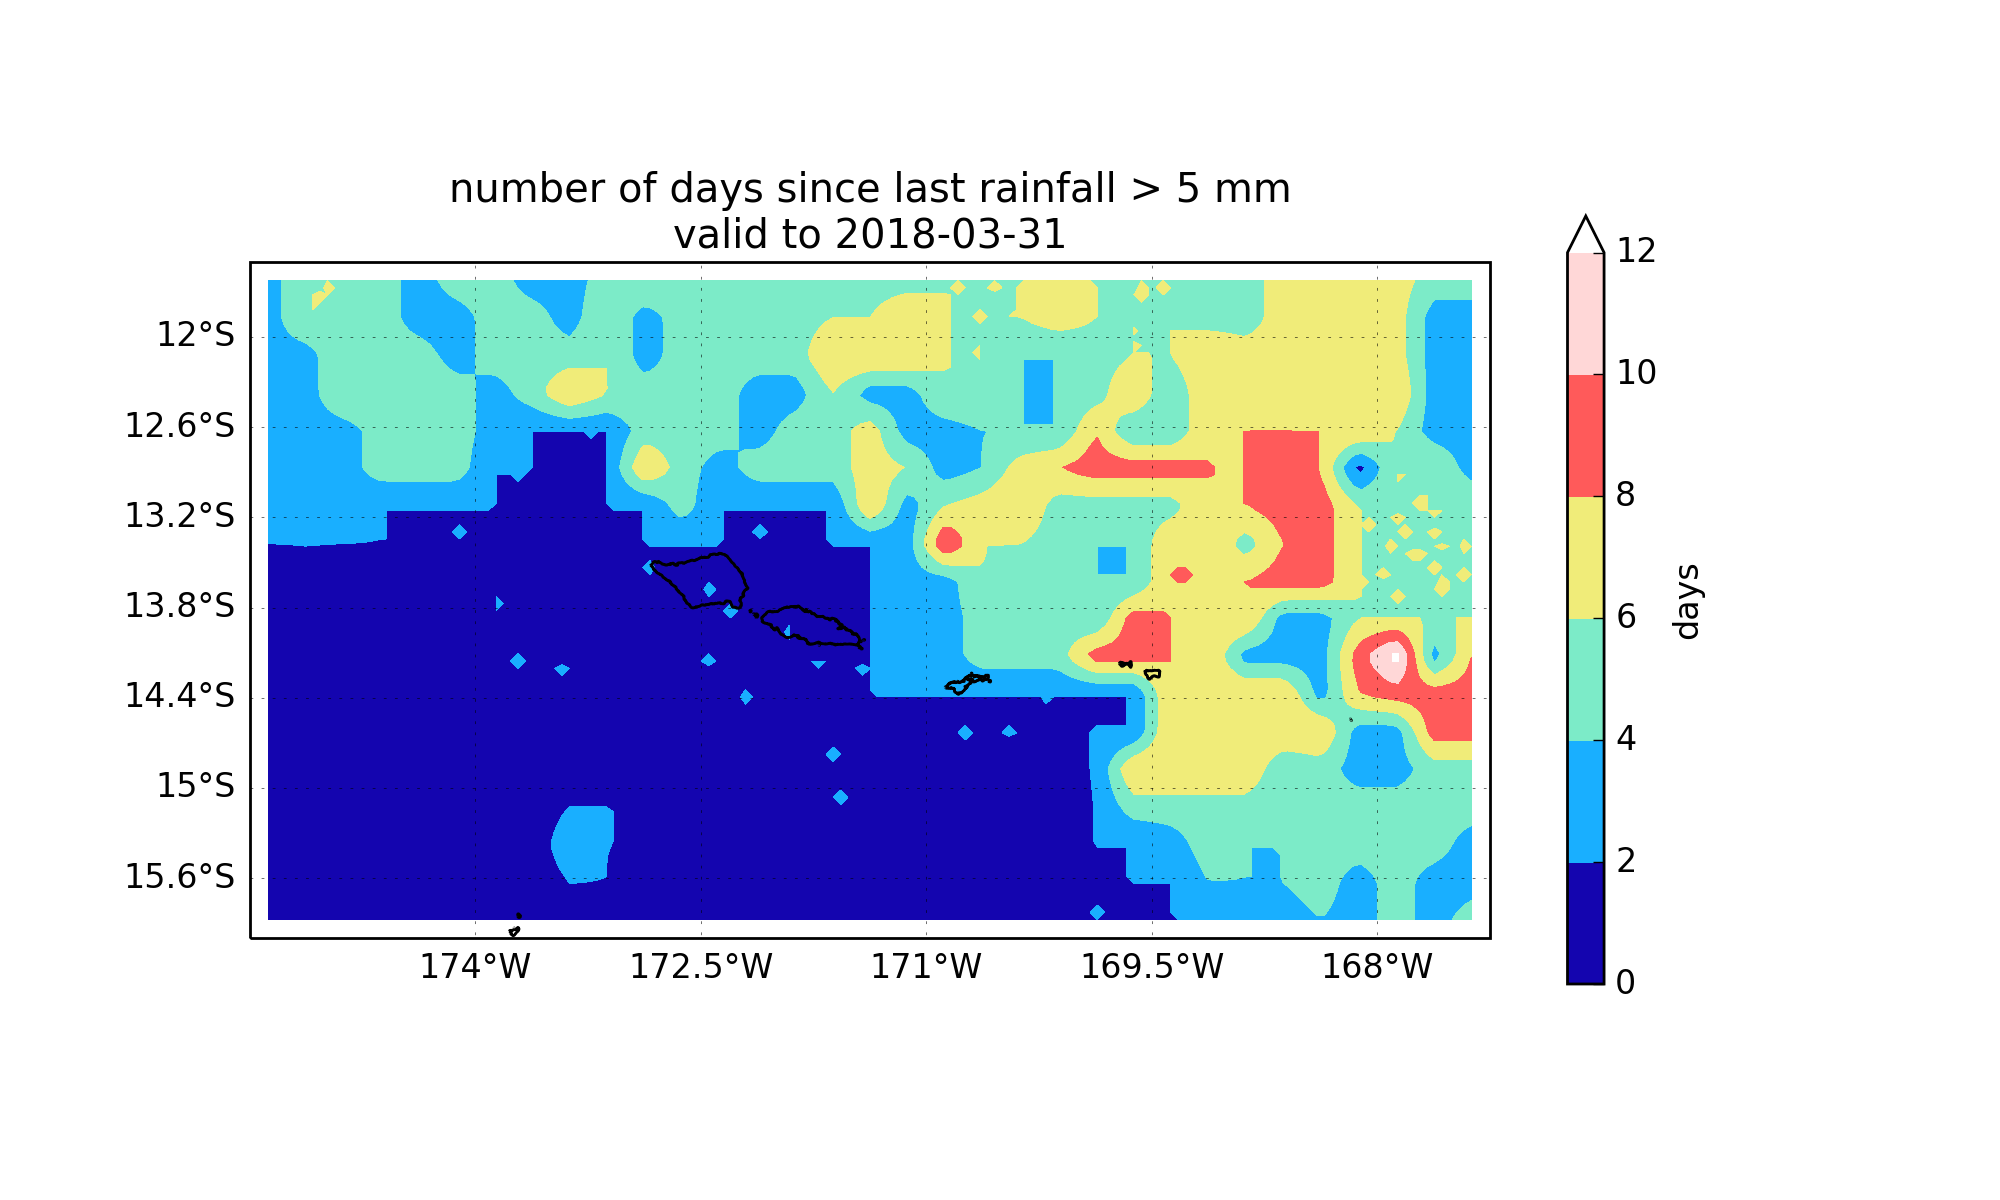 number of days since last rainfall > 5 mm
valid to 2018-03-31
12°S
12.6°S
13.2°S
13.8°S
14.4°S
15°S
15.6°S
174°W 172.5°W 171°W 169.5°W 168°W
12
10
8
6
4
2
0
days